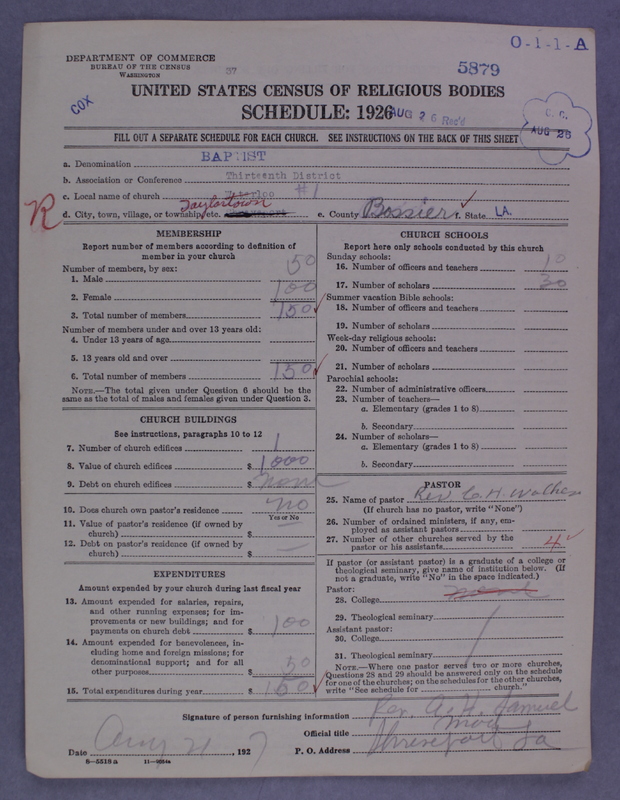 O-1-1-A
DEPARTMENT OF COMMERCE
BUREAU OF THE CENSUS
WASHINGTON
37
5879
COX
UNITED STATES CENSUS OF RELIGIOUS BODIES
SCHEDULE: 1926
AUG 26 Rec'd
AUG 26
FILL OUT A SEPARATE SCHEDULE FOR EACH CHURCH. SEE INSTRUCTIONS ON THE BACK OF THIS SHEET
a. Denomination BAPTIST
b. Association or Conference Thirteenth District
c. Local name of church Waterloo #1
R
d. City, town, village, or township, etc. Taylortown e. County Bossier f. State LA.
MEMBERSHIP
Report number of members according to definition of
member in your church
Number of members, by sex:
1. Male 50
2. Female 100
3. Total number of members 150
Number of members under and over 13 years old:
4. Under 13 years of age
5. 13 years old and over
6. Total number of members 150
NOTE.—The total given under Question 6 should be the
same as the total of males and females given under Question 3.
CHURCH BUILDINGS
See instructions, paragraphs 10 to 12
7. Number of church edifices 1
8. Value of church edifices $ 1000
9. Debt on church edifices $ none
10. Does church own pastor's residence no
Yes or No
11. Value of pastor's residence (if owned by
church) $ —
12. Debt on pastor's residence (if owned by
church) $ —
EXPENDITURES
Amount expended by your church during last fiscal year
13. Amount expended for salaries, repairs,
and other running expenses; for im-
provements or new buildings; and for
payments on church debt $ 100
14. Amount expended for benevolences, in-
cluding home and foreign missions; for
denominational support; and for all
other purposes $ 50
15. Total expenditures during year $ 150
CHURCH SCHOOLS
Report here only schools conducted by this church
Sunday schools:
16. Number of officers and teachers 10
17. Number of scholars 30
Summer vacation Bible schools:
18. Number of officers and teachers
19. Number of scholars
Week-day religious schools:
20. Number of officers and teachers
21. Number of scholars
Parochial schools:
22. Number of administrative officers
23. Number of teachers—
a. Elementary (grades 1 to 8)
b. Secondary
24. Number of scholars—
a. Elementary (grades 1 to 8)
b. Secondary
PASTOR
25. Name of pastor Rev. C. H. Walker
(If church has no pastor, write "None")
26. Number of ordained ministers, if any, em-
ployed as assistant pastors
27. Number of other churches served by the
pastor or his assistants 4
If pastor (or assistant pastor) is a graduate of a college or
theological seminary, give name of institution below. (If
not a graduate, write "No" in the space indicated.)
Pastor:
28. College none
29. Theological seminary
Assistant pastor:
30. College
31. Theological seminary
NOTE.—Where one pastor served two or more churches,
Questions 28 and 29 should be answered only on the schedule
for one of the churches; on the schedules for the other churches,
write "See schedule for church."
Signature of person furnishing information Rev. A. H. Samuel
Official title Mod
Date Aug 21 1927 P. O. Address Shreveport La
8—5518 a